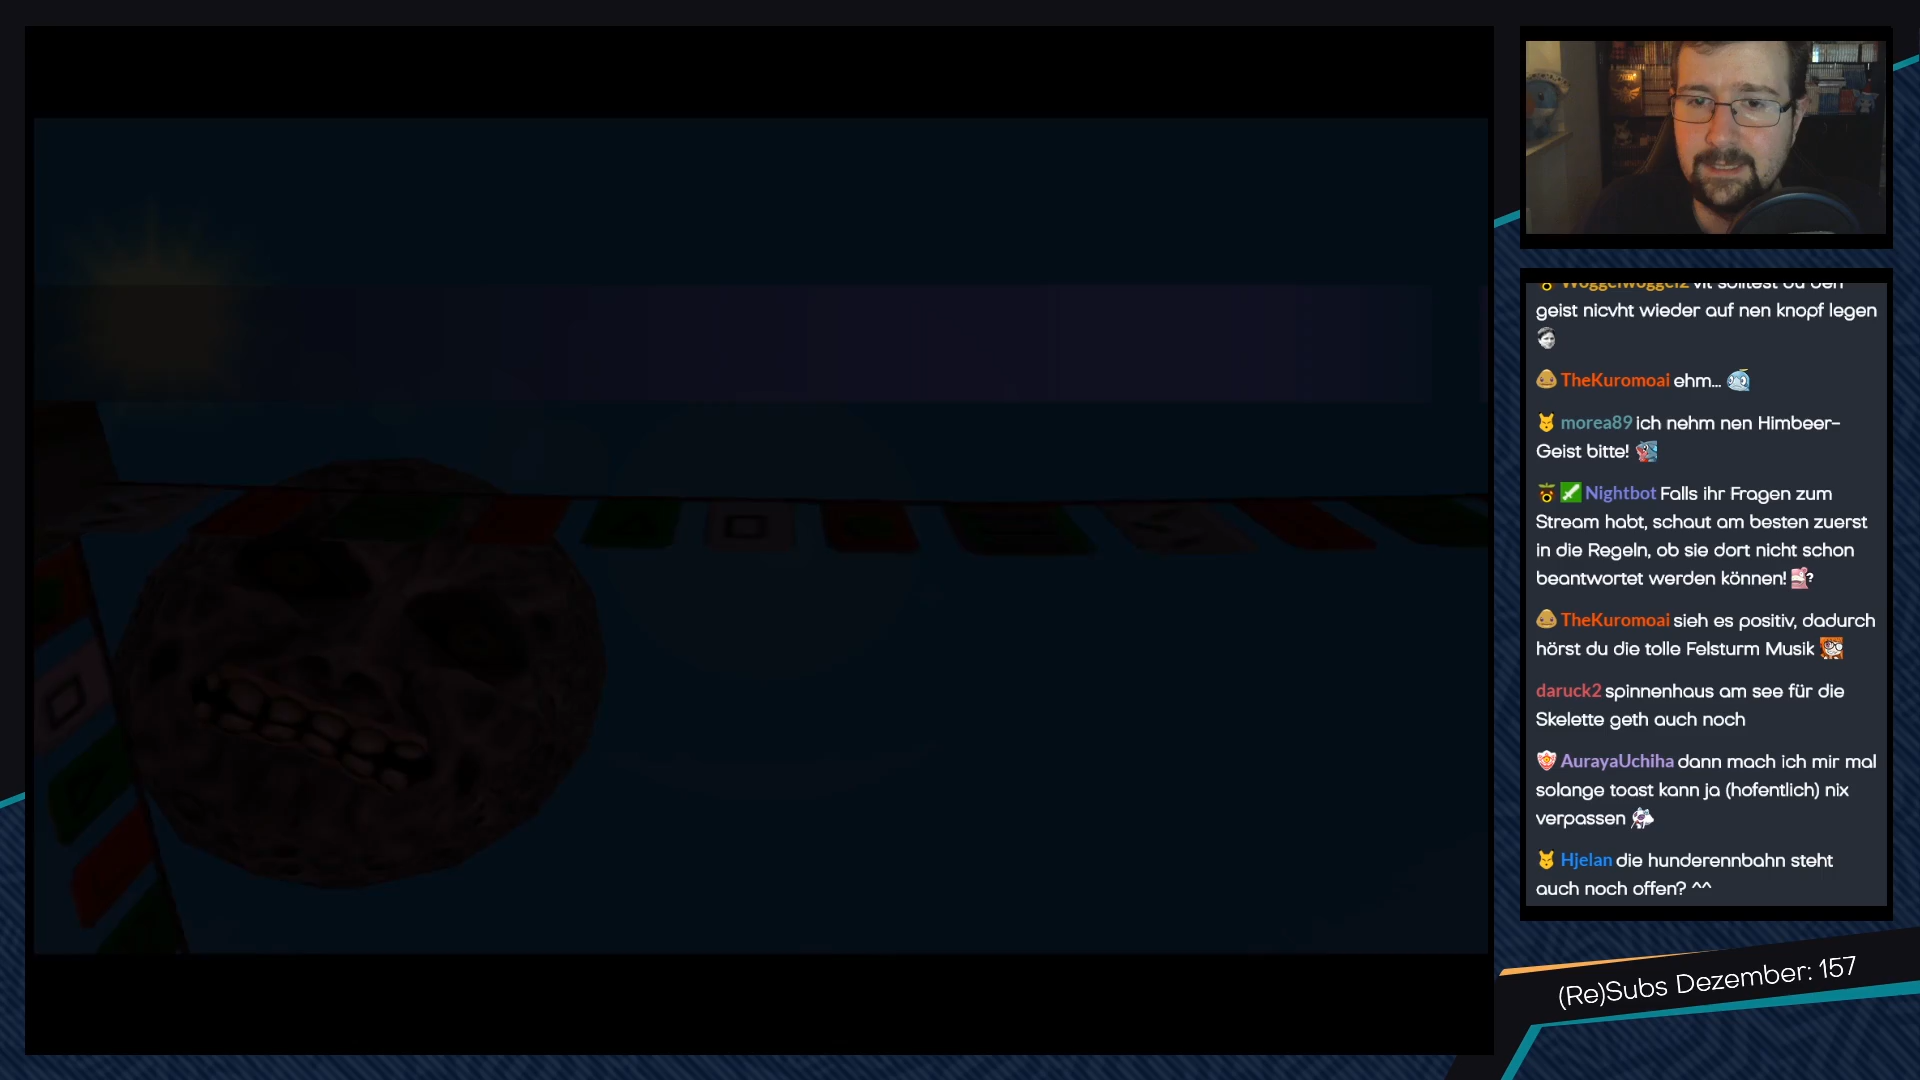 geist nicvht wieder auf nen knopf legen
TheKuromoai ehm...
morea89 ich nehm nen Himbeer-
Geist bitte!
Nightbot Falls ihr Fragen zum
Stream habt, schaut am besten zuerst
in die Regeln, ob sie dort nicht schon
beantwortet werden können!
TheKuromoai sieh es positiv, dadurch
hörst du die tolle Felsturm Musik
daruck2 spinnenhaus am see für die
Skelette geth auch noch
AurayaUchiha dann mach ich mir mal
solange toast kann ja (hofentlich) nix
verpassen
Hjelan die hunderennbahn steht
auch noch offen? ^^
(Re)Subs Dezember: 157